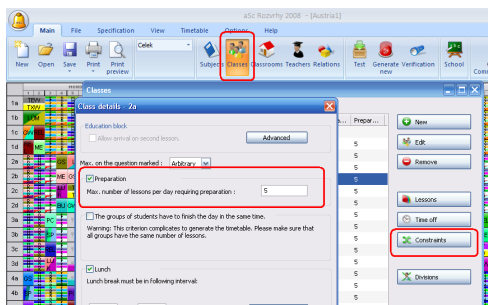 aSc Rozvrhy 2008 - [Austria1]
Main File Specification View Timetable Options Help
Celek
New Open Save Print Print preview Subjects Classes Classrooms Teachers Relations Test Generate new Verification School
Classes
Class details - 2a
Education block
Allow arrival on second lesson.
Advanced
Max. on the question marked : Arbitrary
Preparation
Max. number of lessons per day requiring preparation : 5
The groups of students have to finish the day in the same time.
Warning: This criterion complicates to generate the timetable. Please make sure that
all groups have the same number of lessons.
Lunch
Lunch break must be in following interval:
Prepar...
5
5
5
5
5
5
5
5
5
5
5
5
New
Edit
Remove
Lessons
Time off
Constraints
Divisions
1a
1b
1c
1d
2a
2b
2c
2d
3a
3b
3c
3d
4a
4b